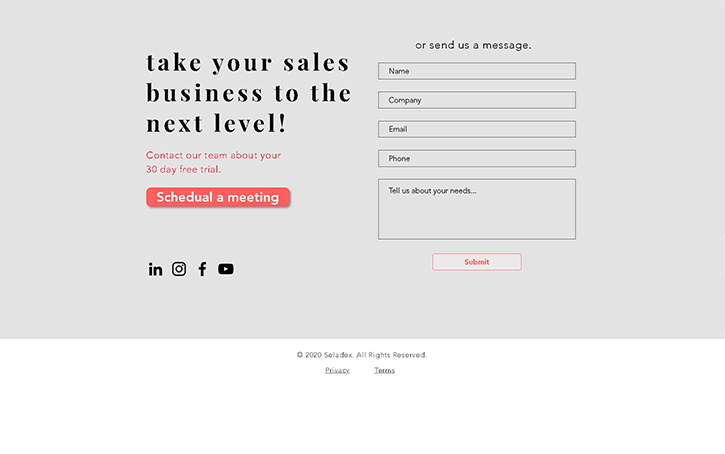 take your sales
business to the
next level!
Contact our team about your
30 day free trial.
Schedual a meeting
in
or send us a message.
Name
Company
Email
Phone
Tell us about your needs...
Submit
© 2020 Seladex. All Rights Reserved.
Privacy Terms